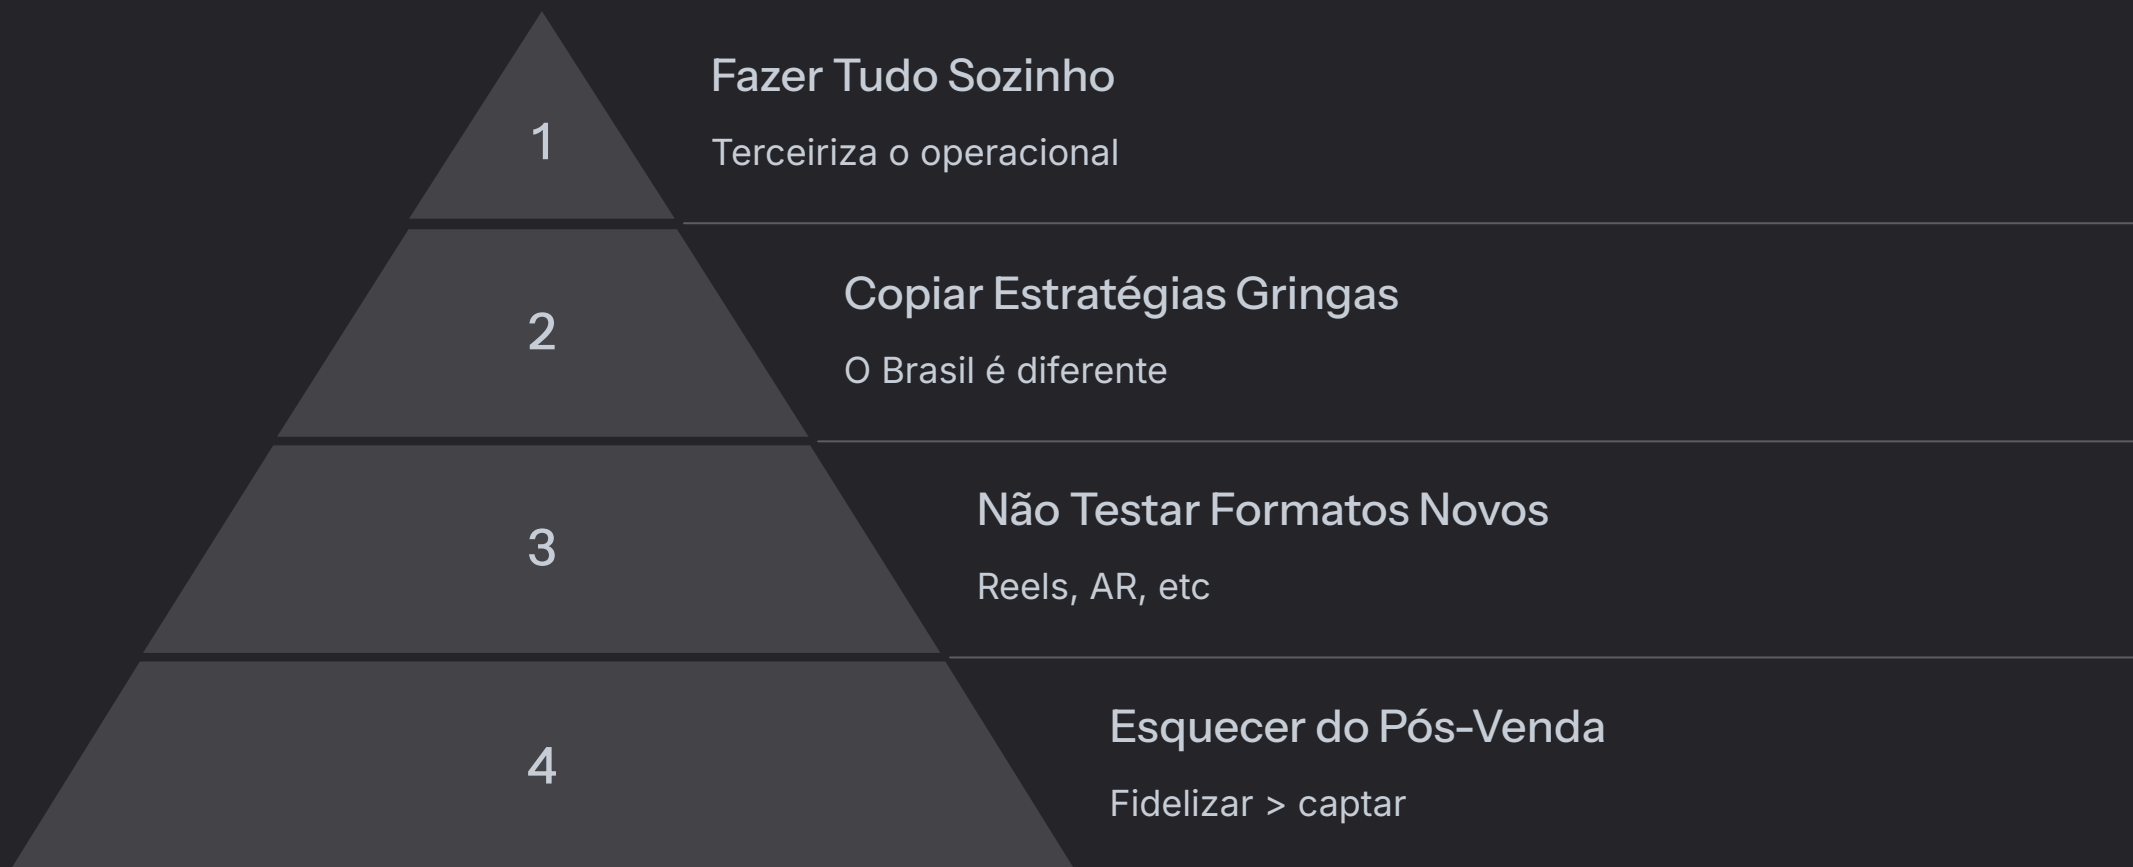 1
Fazer Tudo Sozinho
Terceiriza o operacional
2
Copiar Estratégias Gringas
O Brasil é diferente
3
Não Testar Formatos Novos
Reels, AR, etc
4
Esquecer do Pós-Venda
Fidelizar > captar